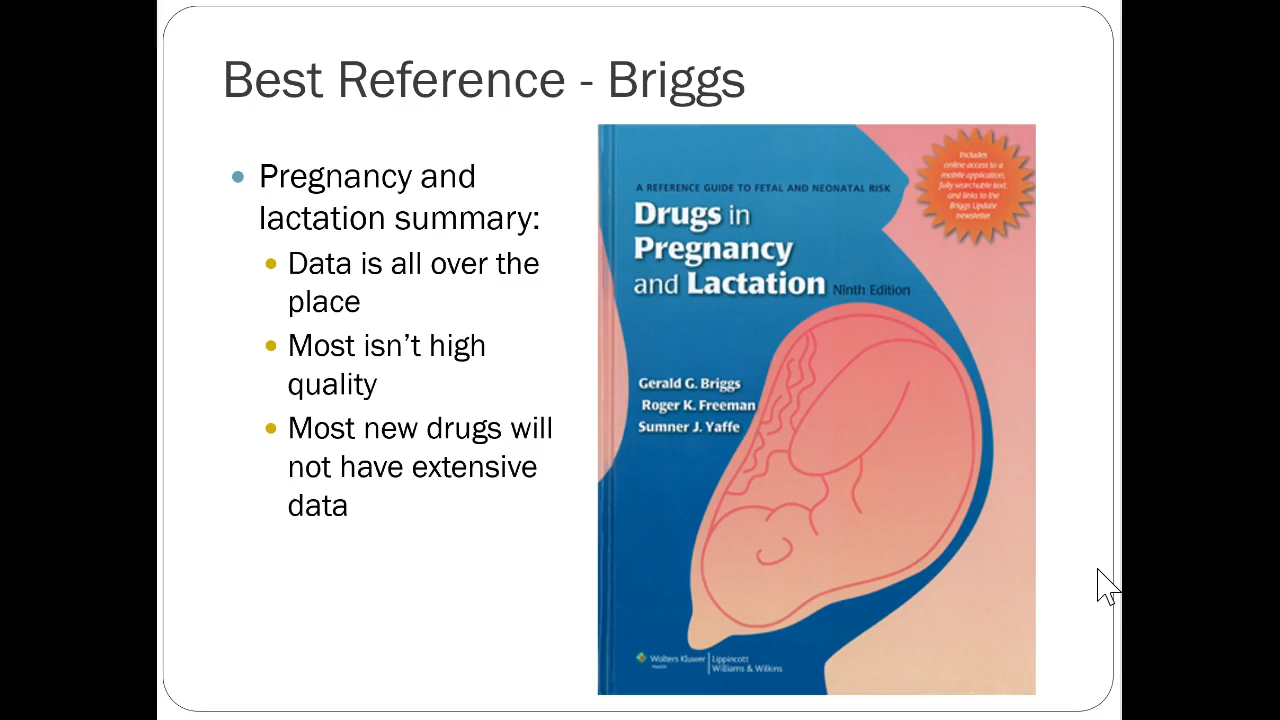 Best Reference - Briggs
Pregnancy and
lactation summary:
Data is all over the
place
Most isn't high
quality
Most new drugs will
not have extensive
data
Includes
online access to a
mobile application,
fully searchable text,
and links to the
Briggs Update
newsletter
A REFERENCE GUIDE TO FETAL AND NEONATAL RISK
Drugs in
Pregnancy
and Lactation Ninth Edition
Gerald G. Briggs
Roger K. Freeman
Sumner J. Yaffe
Wolters Kluwer
Health
Lippincott
Williams & Wilkins